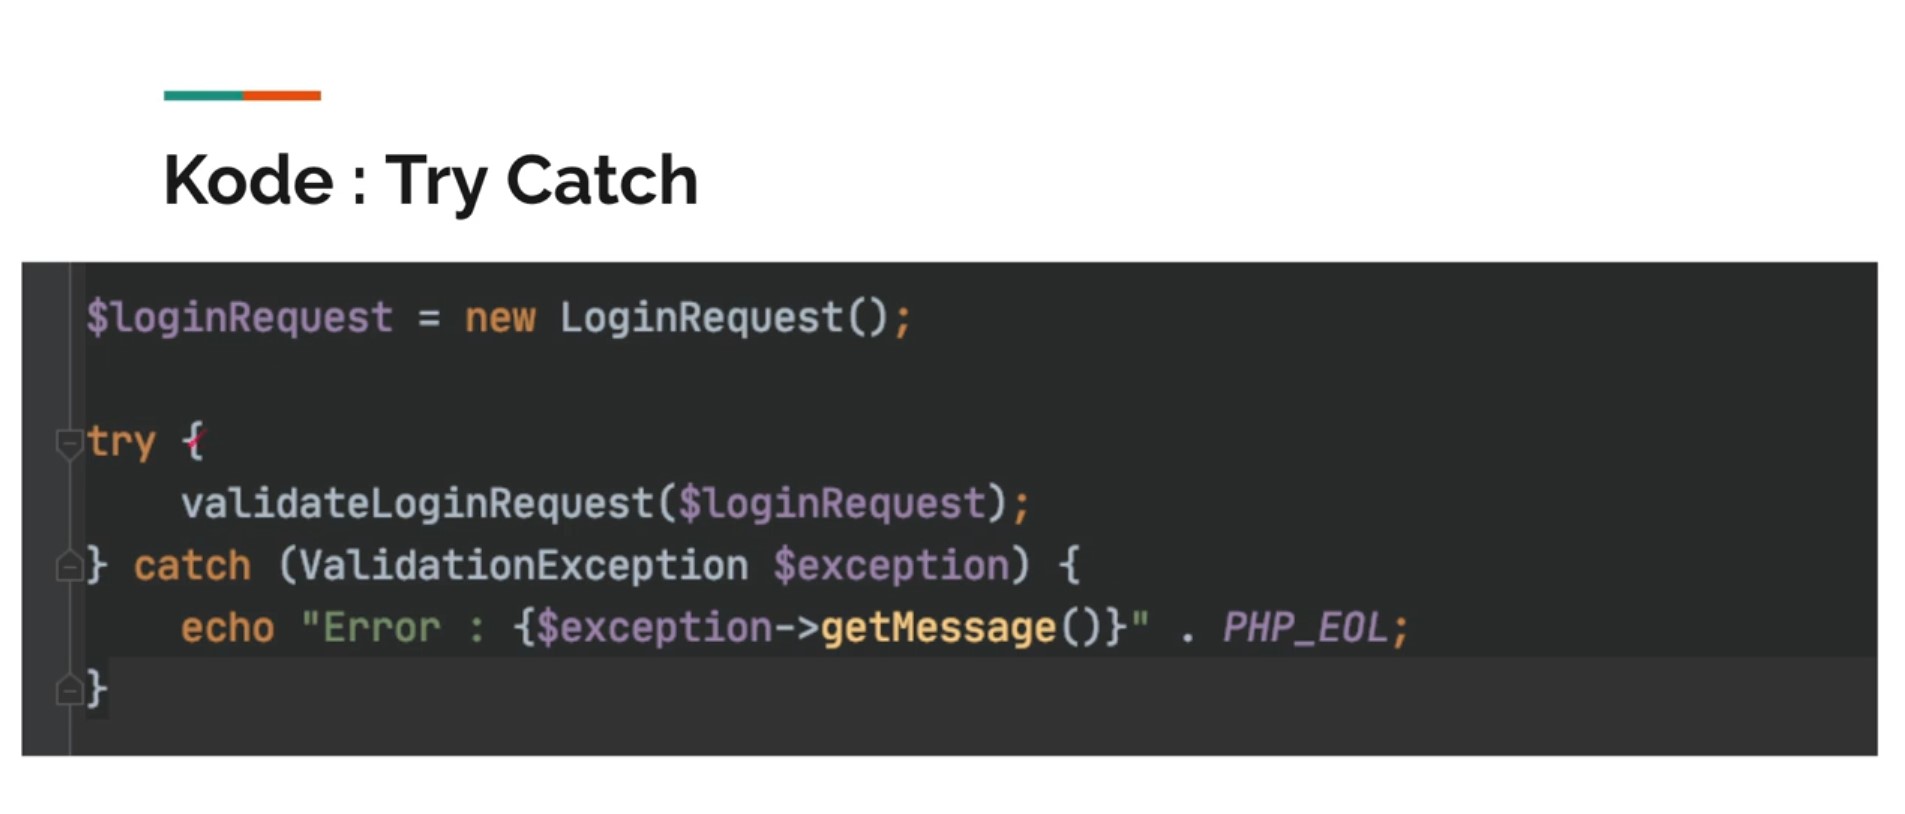 Kode : Try Catch
$loginRequest = new LoginRequest();
try {
validateLoginRequest($loginRequest);
} catch (ValidationException $exception) {
echo "Error : {$exception->getMessage()}" . PHP_EOL;
}